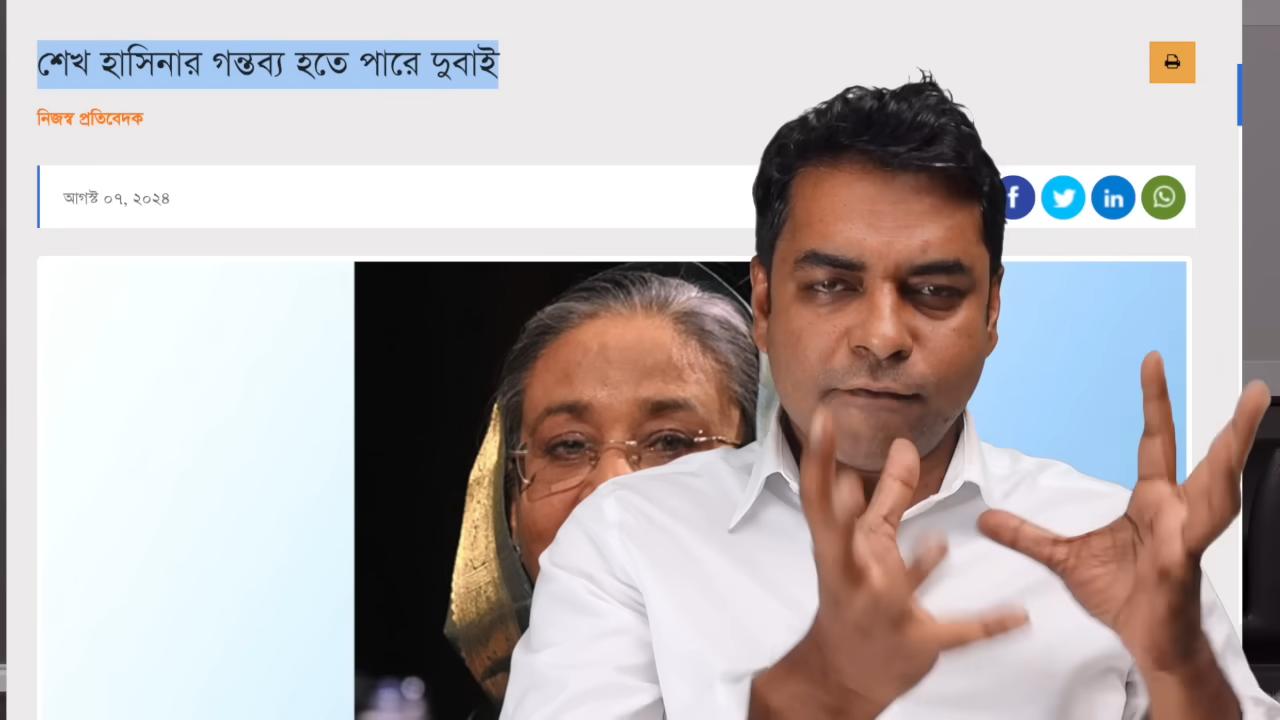 শেখ হাসিনার গন্তব্য হতে পারে দুবাই
নিজস্ব প্রতিবেদক
আগস্ট ০৭, ২০২৪